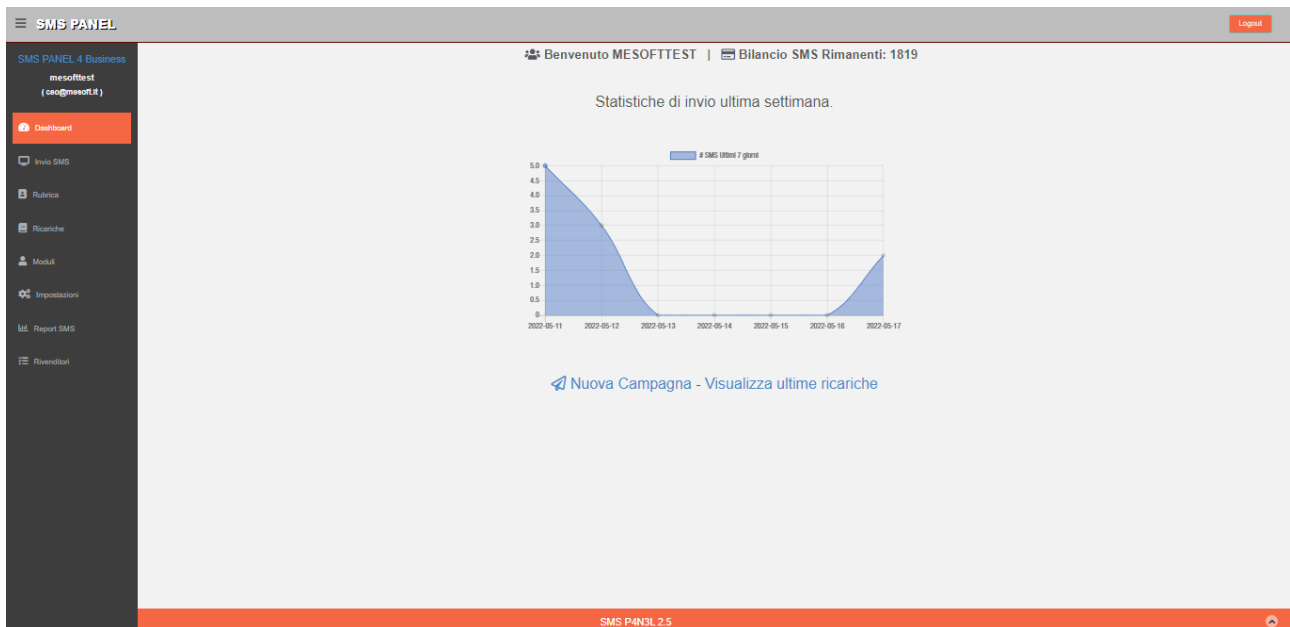 SMS PANEL
Logout
SMS PANEL 4 Business
mesofttest
( ceo@mesoft.it )
Dashboard
Invio SMS
Rubrica
Ricariche
Moduli
Impostazioni
Report SMS
Rivenditori
Benvenuto MESOFTTEST | Bilancio SMS Rimanenti: 1819
Statistiche di invio ultima settimana.
# SMS Ultimi 7 giorni
5.0
4.5
4.0
3.5
3.0
2.5
2.0
1.5
1.0
0.5
0
2022-05-11 2022-05-12 2022-05-13 2022-05-14 2022-05-15 2022-05-16 2022-05-17
Nuova Campagna - Visualizza ultime ricariche
SMS P4N3L 2.5